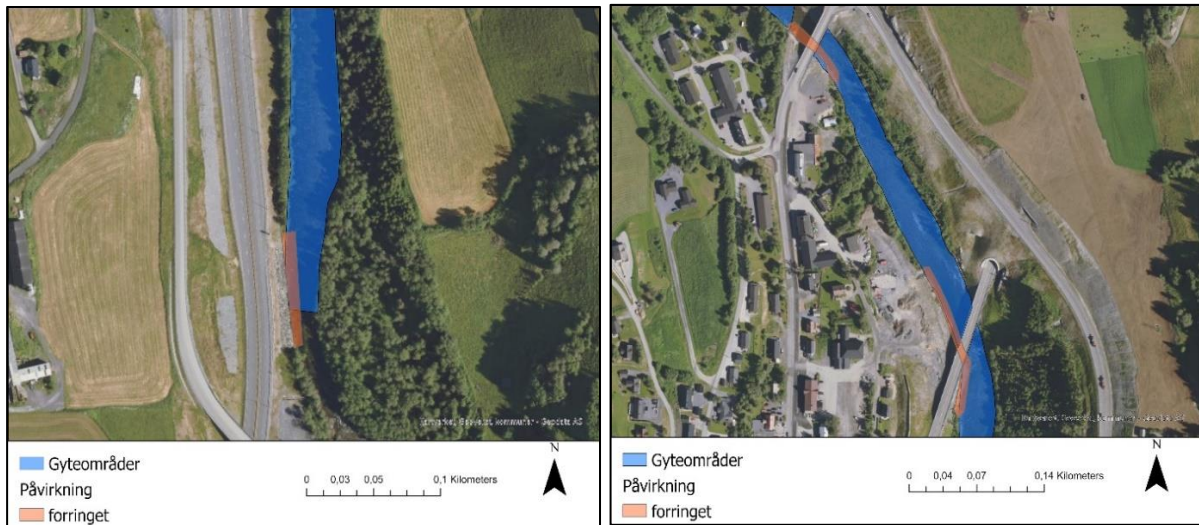 Gyteområder
Påvirkning
forringet
0 0,03 0,05 0,1 Kilometers
N
Gyteområder
Påvirkning
forringet
0 0,04 0,07 0,14 Kilometers
N